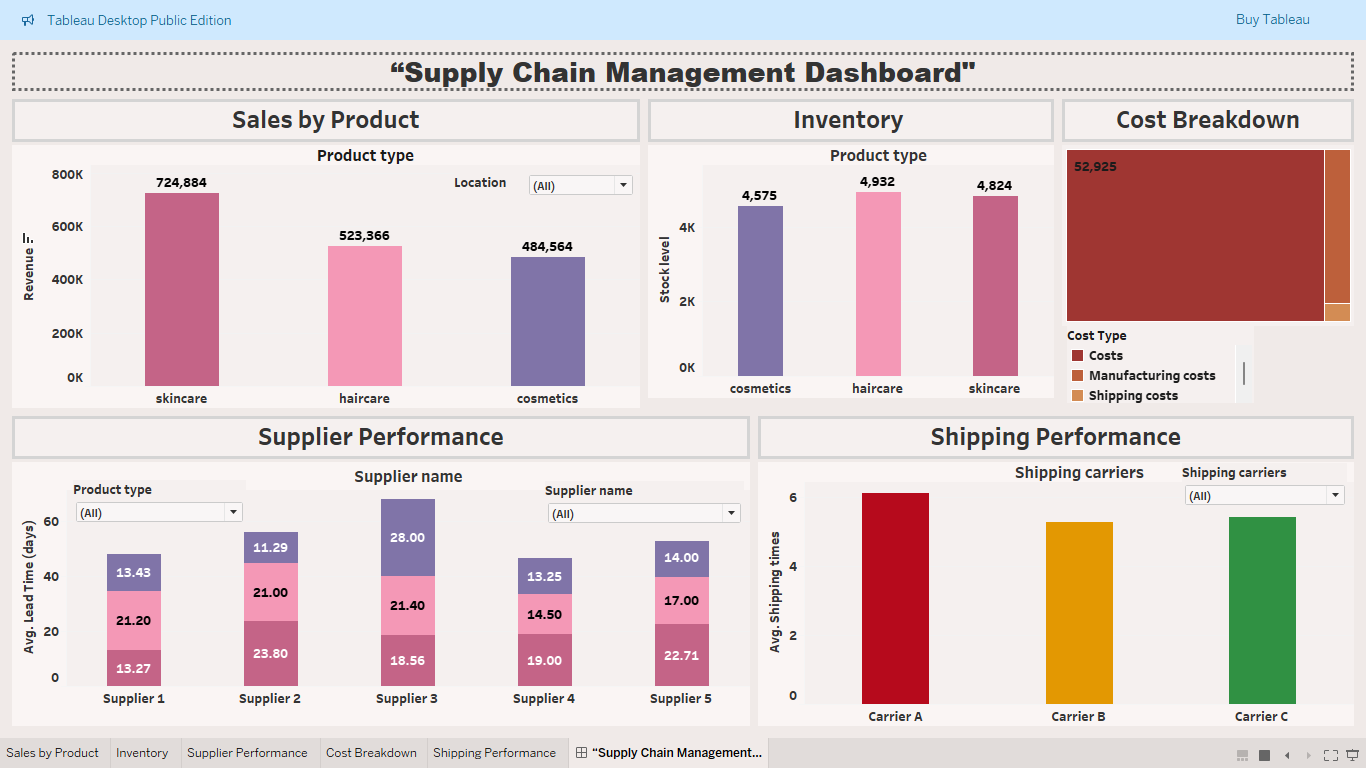 Tableau Desktop Public Edition
Buy Tableau
“Supply Chain Management Dashboard"
Sales by Product
Product type
Location
(All)
Revenue
800K
600K
400K
200K
0K
724,884
523,366
484,564
skincare
haircare
cosmetics
Inventory
Product type
Stock level
4K
2K
0K
4,575
4,932
4,824
cosmetics
haircare
skincare
Cost Breakdown
52,925
Cost Type
Costs
Manufacturing costs
Shipping costs
Supplier Performance
Supplier name
Product type
(All)
Supplier name
(All)
Avg. Lead Time (days)
60
40
20
0
13.43
21.20
13.27
11.29
21.00
23.80
28.00
21.40
18.56
13.25
14.50
19.00
14.00
17.00
22.71
Supplier 1
Supplier 2
Supplier 3
Supplier 4
Supplier 5
Shipping Performance
Shipping carriers
Shipping carriers
(All)
Avg. Shipping times
6
4
2
0
Carrier A
Carrier B
Carrier C
Sales by Product
Inventory
Supplier Performance
Cost Breakdown
Shipping Performance
“Supply Chain Management...